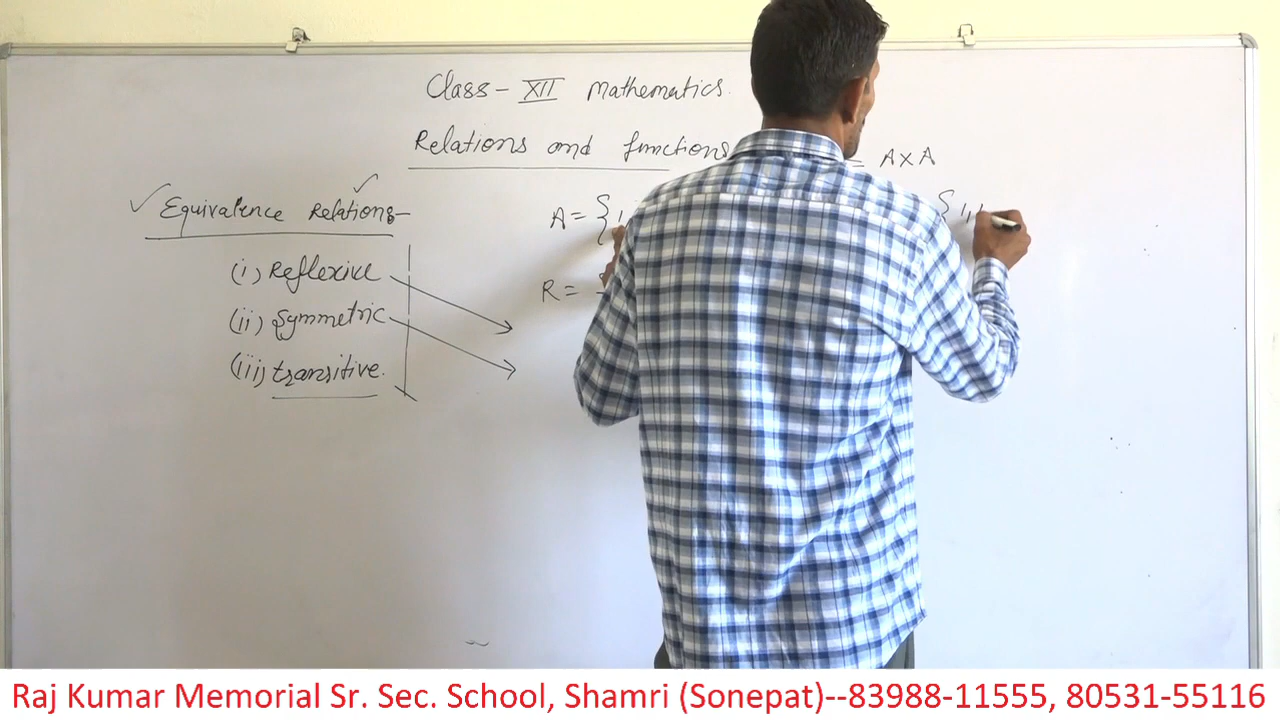 Class- XII Mathematics.
Relations and functions
= A×A
Equivalence Relations-
A= {1
{1,
(i) Reflexive
R=
(ii) Symmetric
(iii) transitive.
Raj Kumar Memorial Sr. Sec. School, Shamri (Sonepat)--83988-11555, 80531-55116